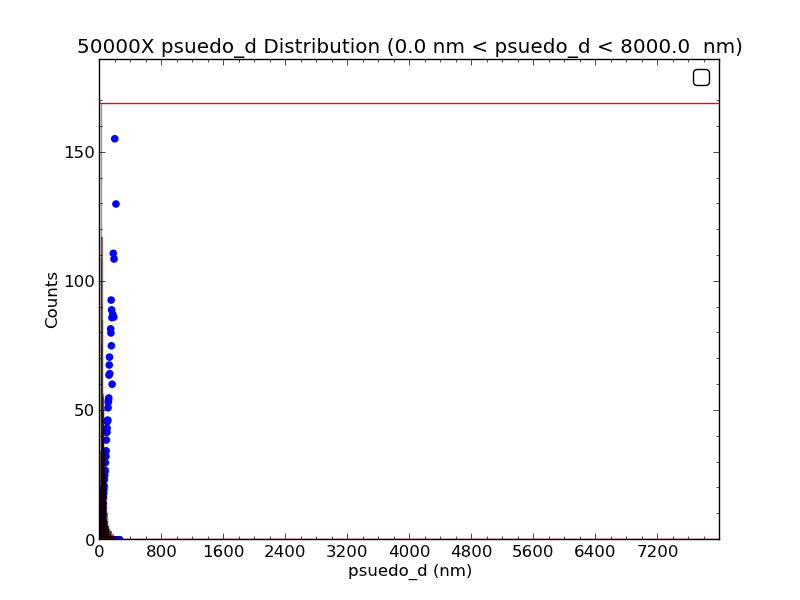 50000X psuedo_d Distribution (0.0 nm < psuedo_d < 8000.0  nm)
150
100
50
0
Counts
0 800 1600 2400 3200 4000 4800 5600 6400 7200
psuedo_d (nm)